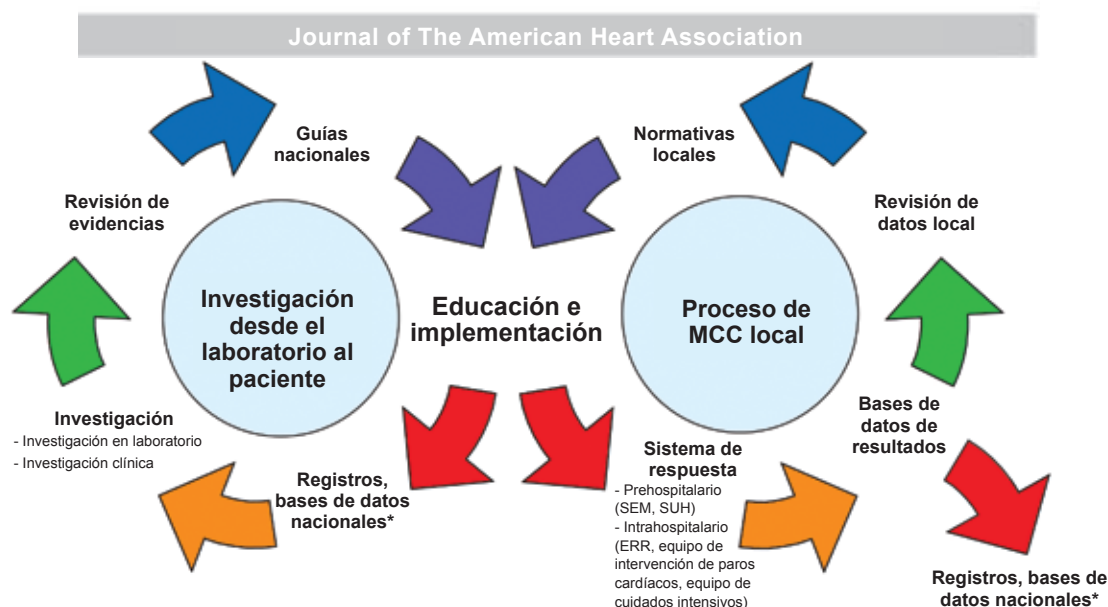 Journal of The American Heart Association
Guías
nacionales
Normativas
locales
Revisión de
evidencias
Revisión de
datos local
Investigación
desde el
laboratorio al
paciente
Educación e
implementación
Proceso de
MCC local
Investigación
- Investigación en laboratorio
- Investigación clínica
Registros,
bases de datos
nacionales*
Sistema de
respuesta
- Prehospitalario
(SEM, SUH)
- Intrahospitalario
(ERR, equipo de
intervención de paros
cardíacos, equipo de
cuidados intensivos)
Bases de
datos de
resultados
Registros, bases de
datos nacionales*